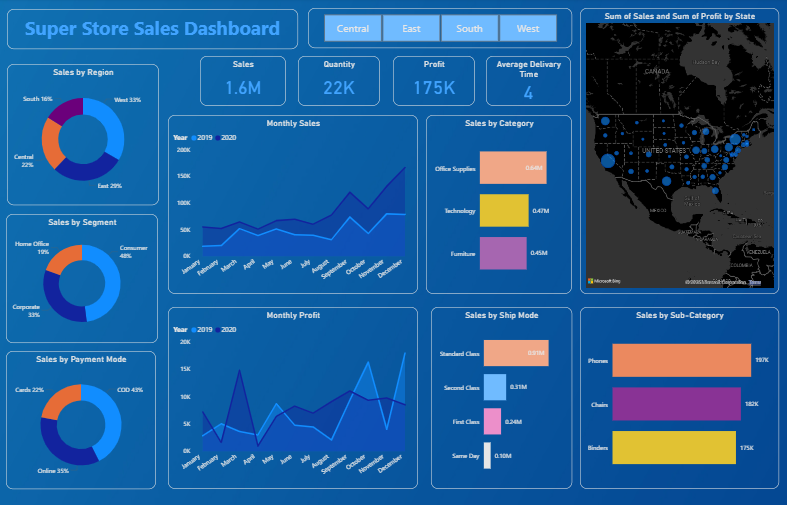 Super Store Sales Dashboard
Central East South West
Sales
1.6M
Quantity
22K
Profit
175K
Average Delivary
Time
4
Sum of Sales and Sum of Profit by State
CANADA
UNITED STATES
MEXICO
VENEZUELA
COLOMBIA
Microsoft Bing
Sales by Region
South 16%
West 33%
Central
22%
East 29%
Monthly Sales
Year 2019 2020
200K
150K
100K
50K
0K
January
February
March
April
May
June
July
August
September
October
November
December
Sales by Category
Office Supplies
0.64M
Technology
0.47M
Furniture
0.45M
Sales by Segment
Home Office
19%
Consumer
48%
Corporate
33%
Monthly Profit
Year 2019 2020
20K
15K
10K
5K
0K
January
February
March
April
May
June
July
August
September
October
November
December
Sales by Ship Mode
Standard Class
0.91M
Second Class
0.31M
First Class
0.24M
Same Day
0.10M
Sales by Sub-Category
Phones
197K
Chairs
182K
Binders
175K
Sales by Payment Mode
Cards 22%
COD 43%
Online 35%